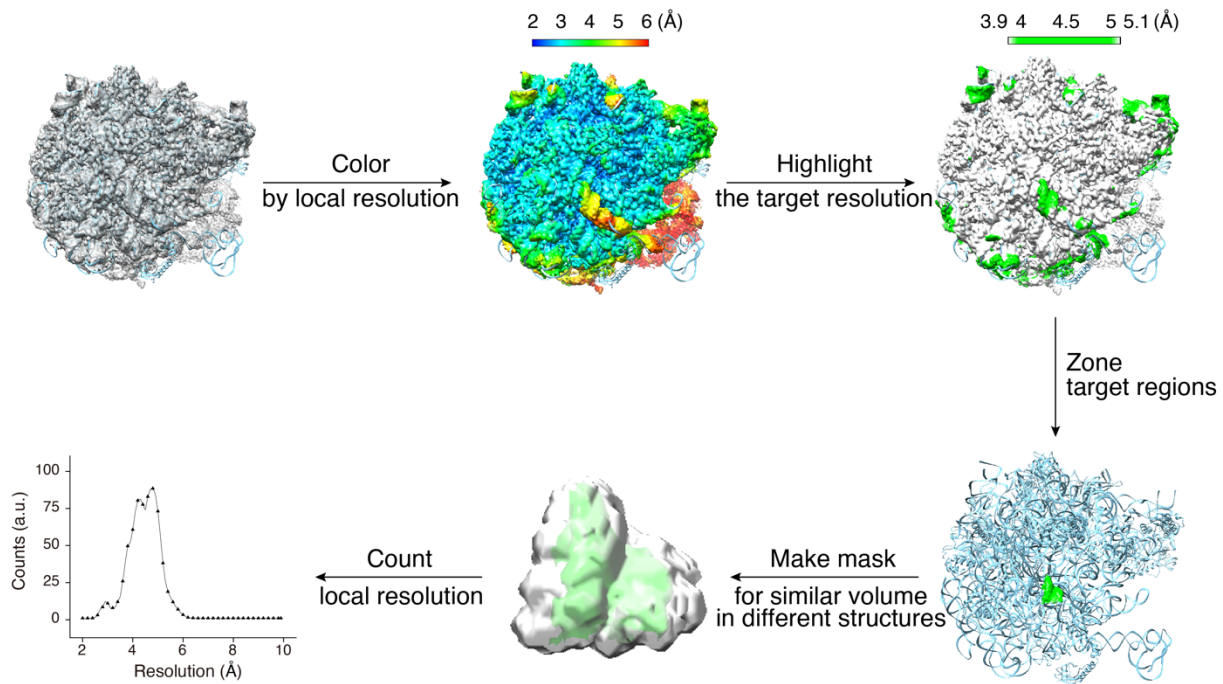 2 3 4 5 6 (Å)
3.9 4 4.5 5 5.1 (Å)
Color
by local resolution
Highlight
the target resolution
Zone
target regions
Make mask
for similar volume
in different structures
Count
local resolution
Counts (a.u.)
100
75
50
25
0
2 4 6 8 10
Resolution (Å)